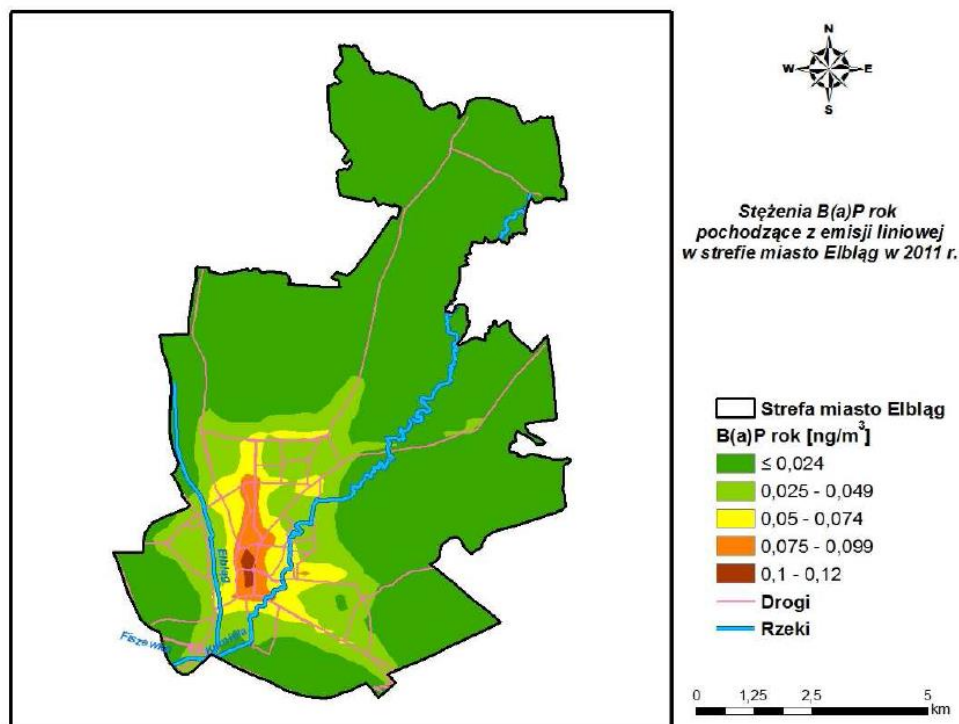 N
W E
S
Stężenia B(a)P rok
pochodzące z emisji liniowej
w strefie miasto Elbląg w 2011 r.
Strefa miasto Elbląg
B(a)P rok [ng/m³]
≤ 0,024
0,025 - 0,049
0,05 - 0,074
0,075 - 0,099
0,1 - 0,12
Drogi
Rzeki
0 1,25 2,5 5
km
Elbląg
Fiszewka